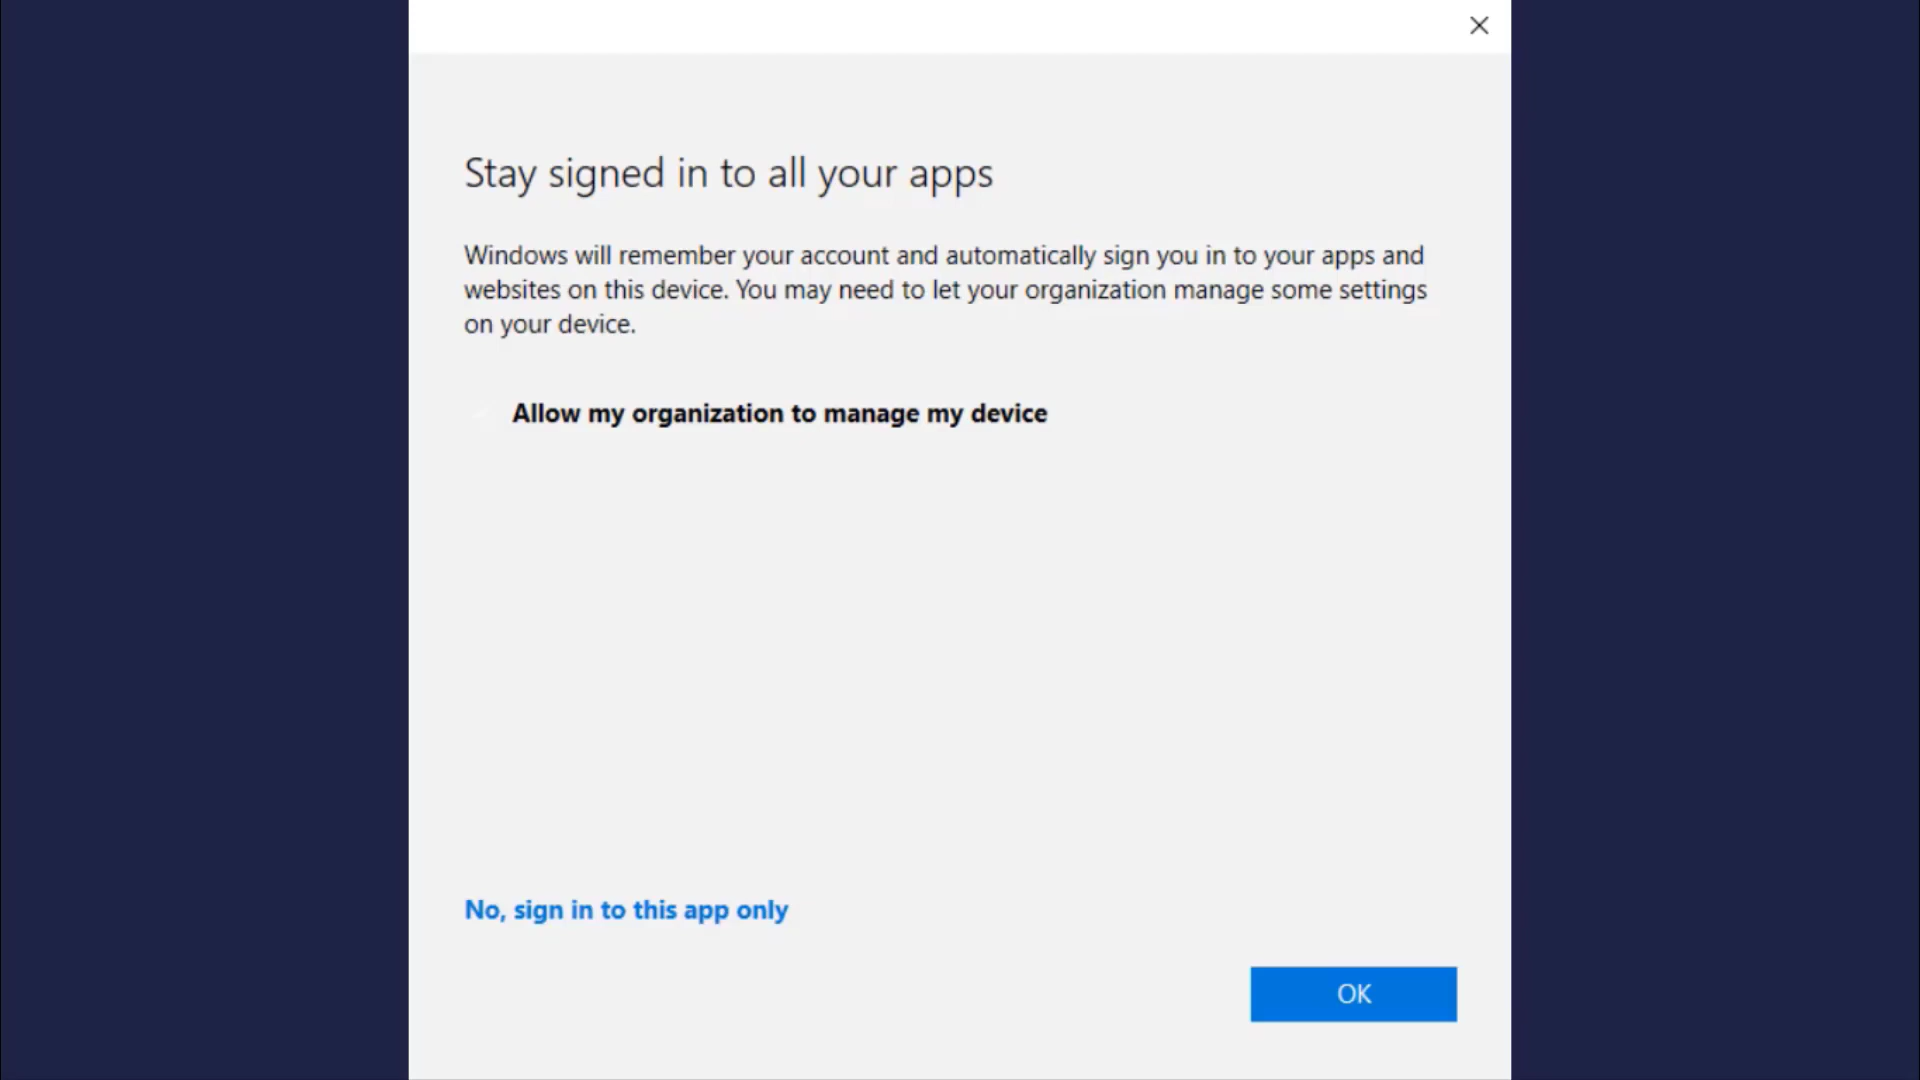 Stay signed in to all your apps
Windows will remember your account and automatically sign you in to your apps and
websites on this device. You may need to let your organization manage some settings
on your device.
Allow my organization to manage my device
No, sign in to this app only
OK